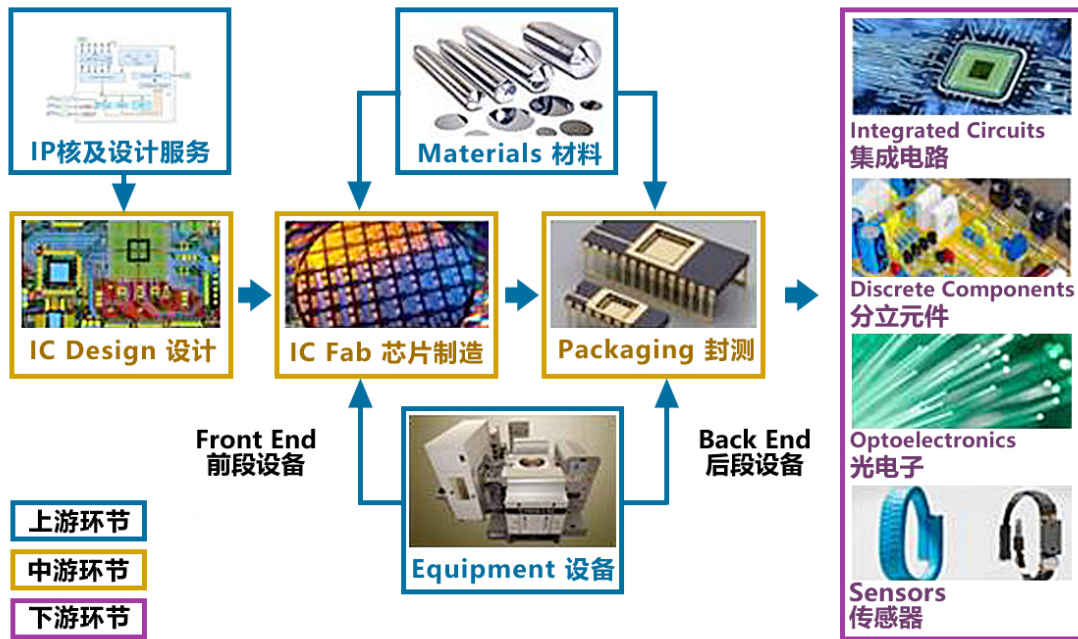 IP核及设计服务
Materials 材料
IC Design 设计
IC Fab 芯片制造
Packaging 封测
Front End
前段设备
Back End
后段设备
Equipment 设备
上游环节
中游环节
下游环节
Integrated Circuits
集成电路
Discrete Components
分立元件
Optoelectronics
光电子
Sensors
传感器